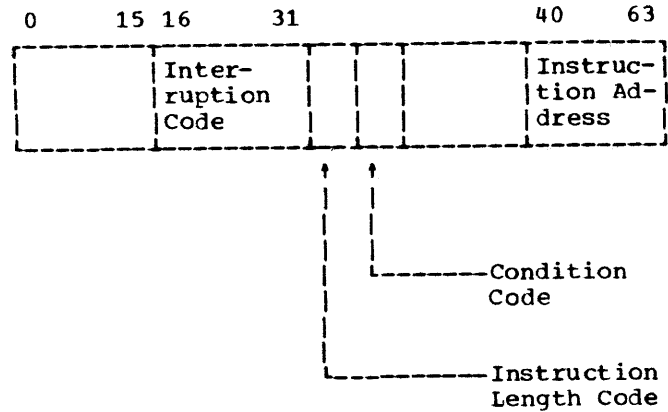 0 15 16 31 40 63
Inter-
ruption
Code
Instruc-
tion Ad-
dress
Condition
Code
Instruction
Length Code